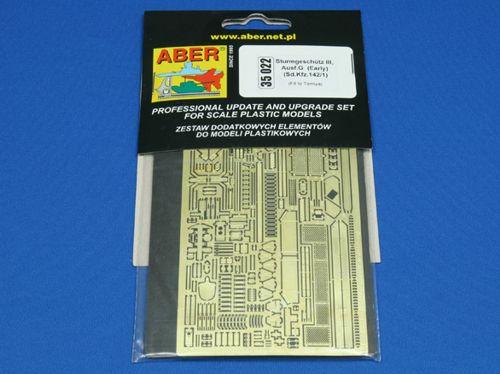 www.aber.net.pl
ABER
SINCE 1995
35 022
Sturmgeschütz III,
Ausf.G (Early)
(Sd.Kfz.142/1)
(Fit to Tamiya)
PROFESSIONAL UPDATE AND UPGRADE SET
FOR SCALE PLASTIC MODELS
ZESTAW DODATKOWYCH ELEMENTÓW
DO MODELI PLASTIKOWYCH